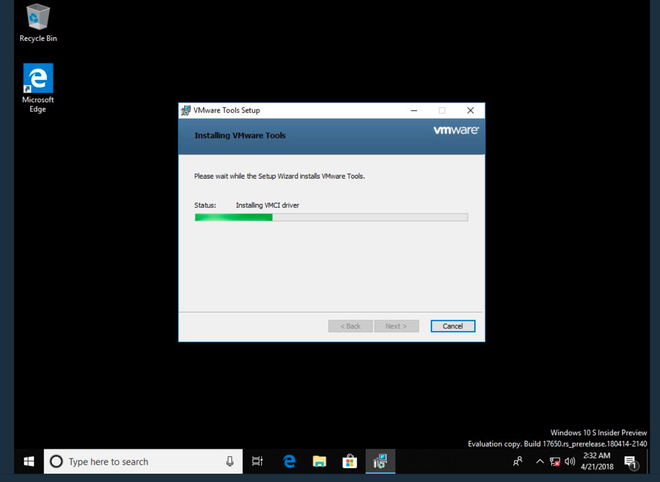 Recycle Bin
Microsoft
Edge
VMware Tools Setup
Installing VMware Tools
vmware
Please wait while the Setup Wizard installs VMware Tools.
Status: Installing VMCI driver
< Back Next > Cancel
Windows 10 S Insider Preview
Evaluation copy. Build 17650.rs_prerelease.180414-2140
Type here to search
2:32 AM
4/21/2018
1